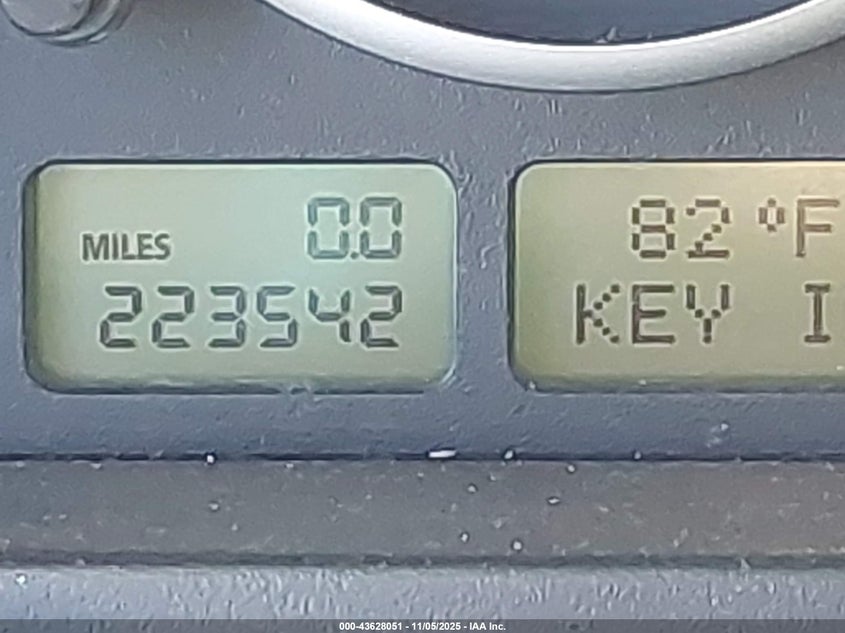 0.0
MILES
223542
82 °F
KEY I
000-43628051 - 11/05/2025 - IAA Inc.